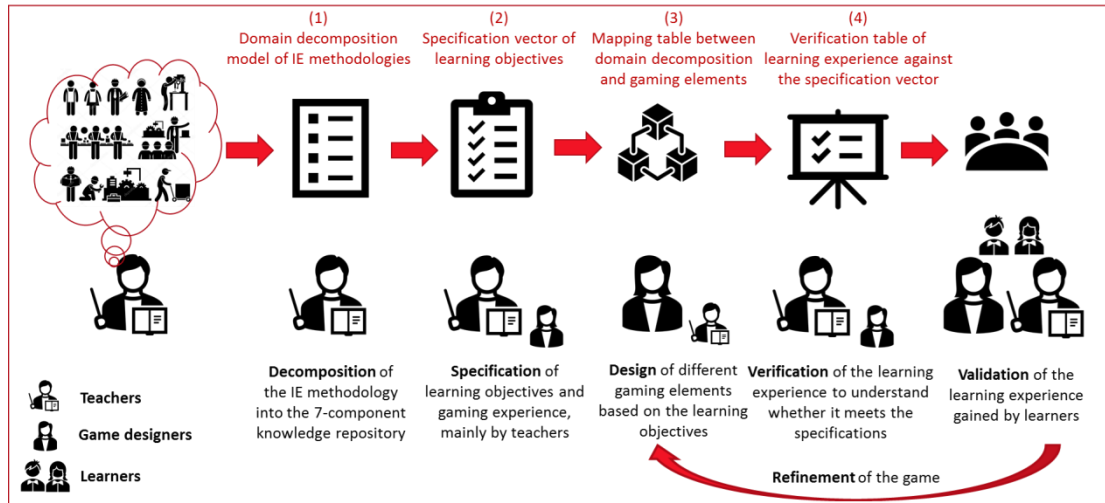 (1)
Domain decomposition
model of IE methodologies
(2)
Specification vector of
learning objectives
(3)
Mapping table between
domain decomposition
and gaming elements
(4)
Verification table of
learning experience against
the specification vector
Decomposition of
the IE methodology
into the 7-component
knowledge repository
Specification of
learning objectives and
gaming experience,
mainly by teachers
Design of different
gaming elements
based on the learning
objectives
Verification of the learning
experience to understand
whether it meets the
specifications
Validation of the
learning experience
gained by learners
Teachers
Game designers
Learners
Refinement of the game